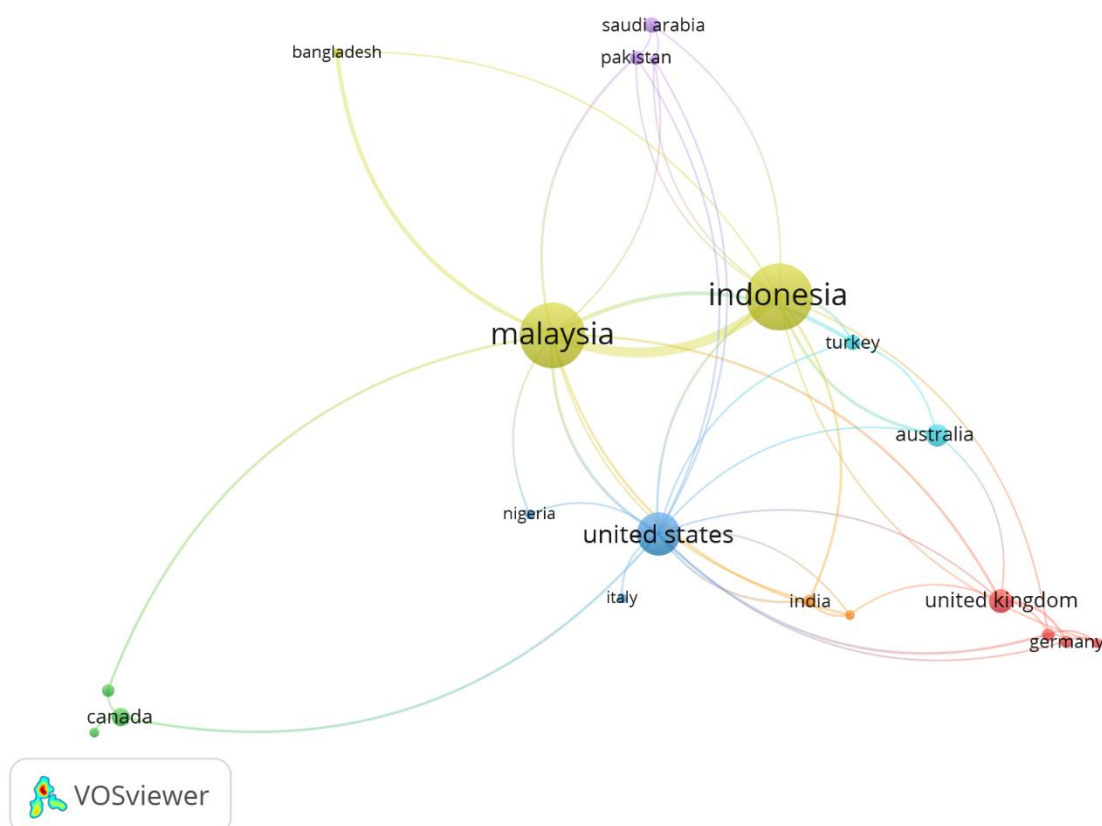 saudi arabia
bangladesh
pakistan
indonesia
malaysia
turkey
australia
nigeria
united states
italy
india
united kingdom
germany
canada
VOSviewer